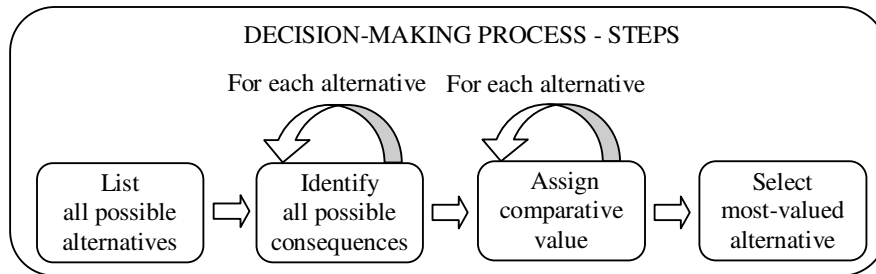 DECISION-MAKING PROCESS - STEPS
For each alternative
For each alternative
List
all possible
alternatives
Identify
all possible
consequences
Assign
comparative
value
Select
most-valued
alternative